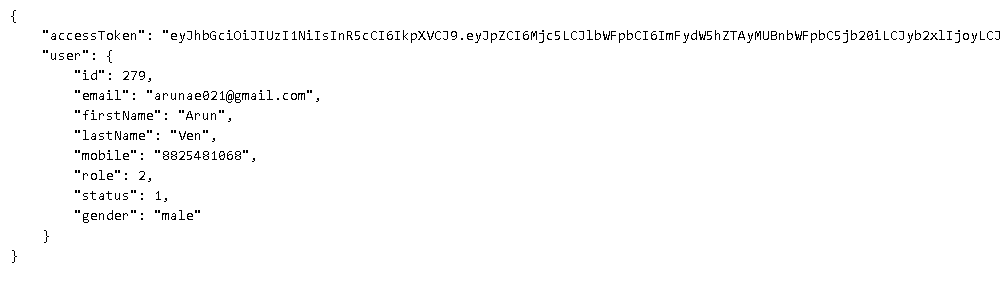 {
"accessToken": "eyJhbGciOiJIUzI1NiIsInR5cCI6IkpXVCJ9.eyJpZCI6Mjc5LCJlbWFpbCI6ImFydW5hZTAyMUBnbWFpbC5jb20iLCJyb2xlIjoyLCJ
"user": {
"id": 279,
"email": "arunae021@gmail.com",
"firstName": "Arun",
"lastName": "Ven",
"mobile": "8825481068",
"role": 2,
"status": 1,
"gender": "male"
}
}